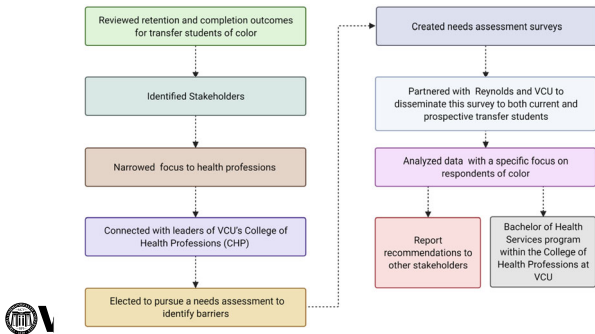 Reviewed retention and completion outcomes
for transfer students of color
Identified Stakeholders
Narrowed focus to health professions
Connected with leaders of VCU's College of
Health Professions (CHP)
Elected to pursue a needs assessment to
identify barriers
Created needs assessment surveys
Partnered with Reynolds and VCU to
disseminate this survey to both current and
prospective transfer students
Analyzed data with a specific focus on
respondents of color
Report
recommendations to
other stakeholders
Bachelor of Health
Services program
within the College of
Health Professions at
VCU